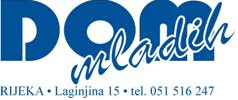 DOM
mladih
RIJEKA • Laginjina 15 • tel. 051 516 247